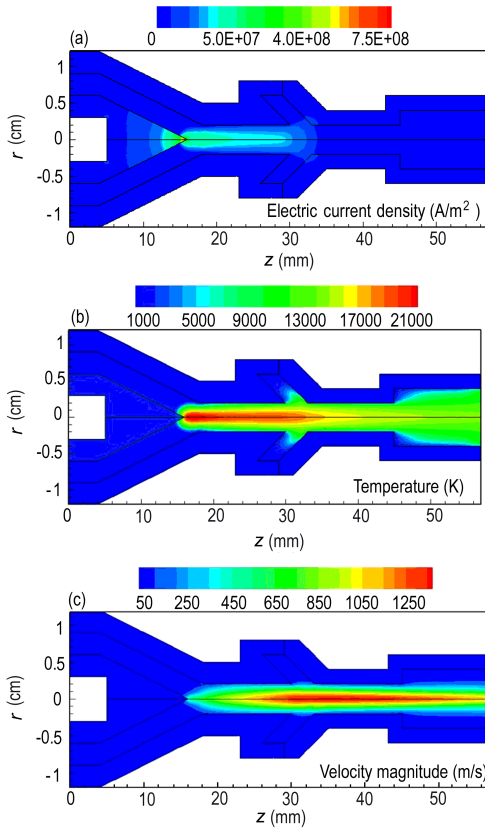 (a)
0 5.0E+07 4.0E+08 7.5E+08
1
0.5
0
-0.5
-1
r (cm)
Electric current density (A/m²)
0 10 20 30 40 50
z (mm)
(b)
1000 5000 9000 13000 17000 21000
1
0.5
0
-0.5
-1
r (cm)
Temperature (K)
0 10 20 30 40 50
z (mm)
(c)
50 250 450 650 850 1050 1250
1
0.5
0
-0.5
-1
r (cm)
Velocity magnitude (m/s)
0 10 20 30 40 50
z (mm)